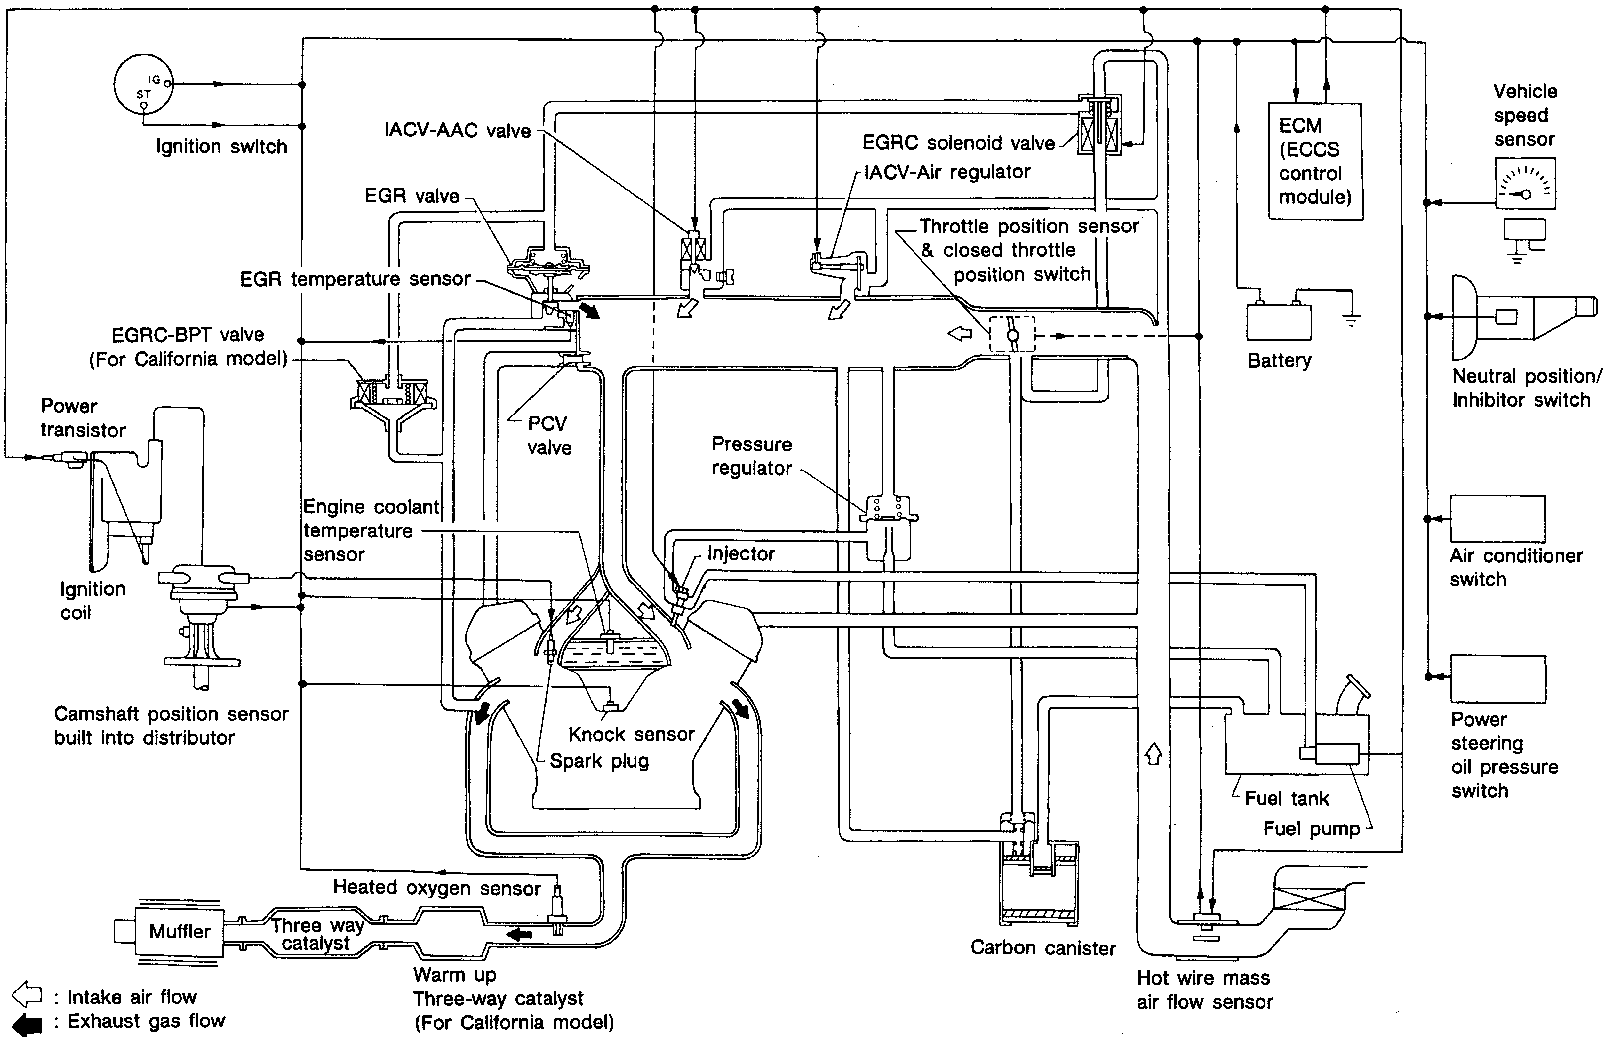 IG
ST
Ignition switch
IACV-AAC valve
EGRC solenoid valve
IACV-Air regulator
ECM
(ECCS
control
module)
Vehicle
speed
sensor
EGR valve
Throttle position sensor
& closed throttle
position switch
EGR temperature sensor
EGRC-BPT valve
(For California model)
Battery
Neutral position/
Inhibitor switch
Power
transistor
PCV
valve
Pressure
regulator
Engine coolant
temperature
sensor
Injector
Air conditioner
switch
Ignition
coil
Camshaft position sensor
built into distributor
Knock sensor
Spark plug
Power
steering
oil pressure
switch
Fuel tank
Fuel pump
Heated oxygen sensor
Muffler
Three way
catalyst
Carbon canister
Warm up
Three-way catalyst
(For California model)
Hot wire mass
air flow sensor
: Intake air flow
: Exhaust gas flow